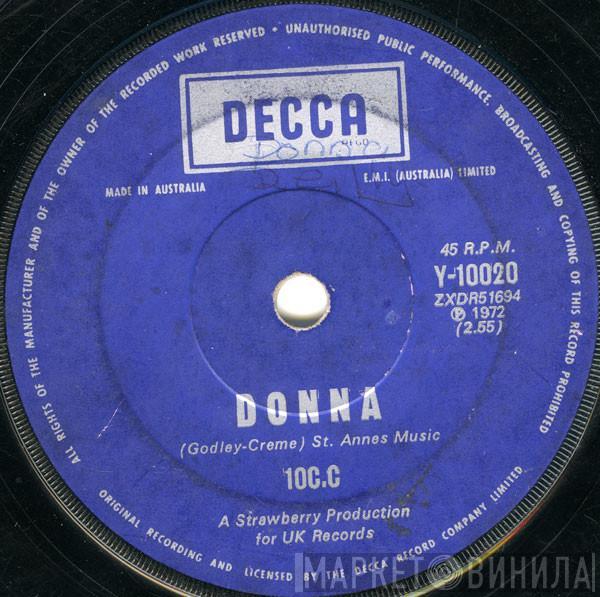 ALL RIGHTS OF THE MANUFACTURER AND OF THE OWNER OF THE RECORDED WORK RESERVED • UNAUTHORISED PUBLIC PERFORMANCE, BROADCASTING AND COPYING OF THIS RECORD PROHIBITED
DECCA
REGD
MADE IN AUSTRALIA
E.M.I. (AUSTRALIA) LIMITED
45 R.P.M.
Y-10020
ZXDR51694
℗ 1972
(2.55)
DONNA
(Godley-Creme) St. Annes Music
10C.C
A Strawberry Production
for UK Records
ORIGINAL RECORDING AND LICENSED BY THE DECCA RECORD COMPANY LIMITED
МАРКЕТ ВИНИЛА